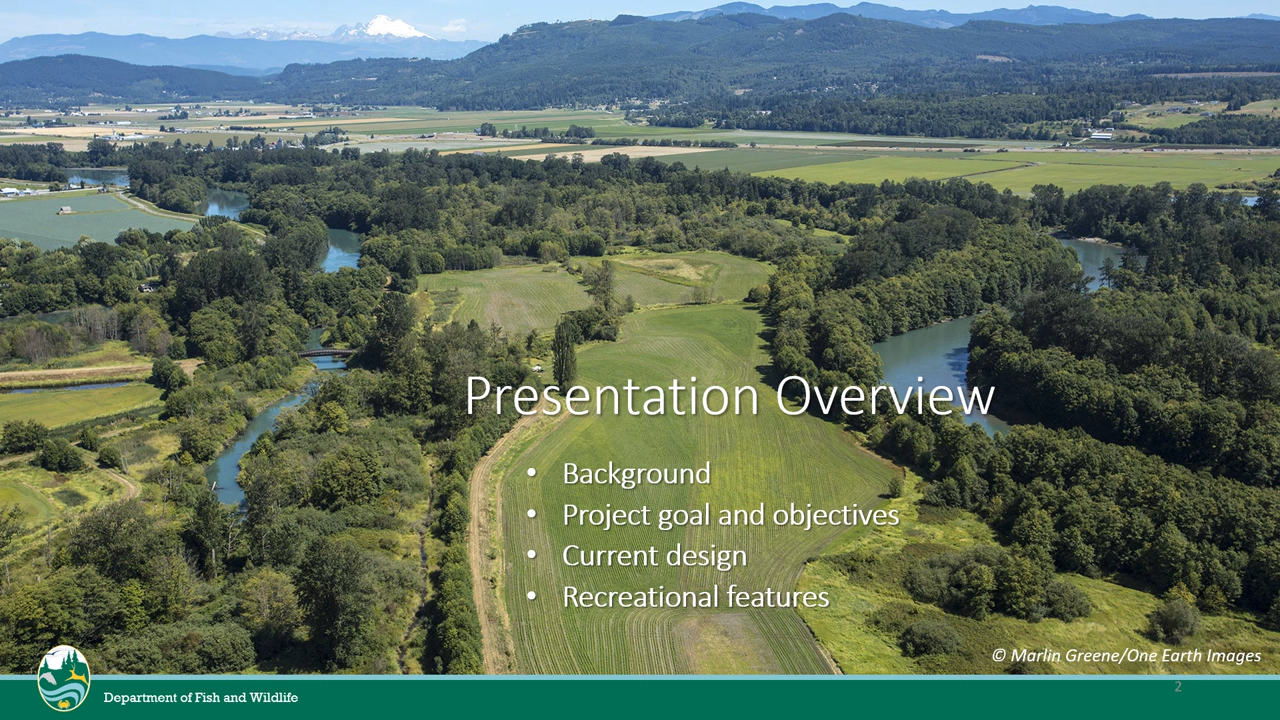 Presentation Overview
• Background
• Project goal and objectives
• Current design
• Recreational features
© Marlin Greene/One Earth Images
Department of Fish and Wildlife
2